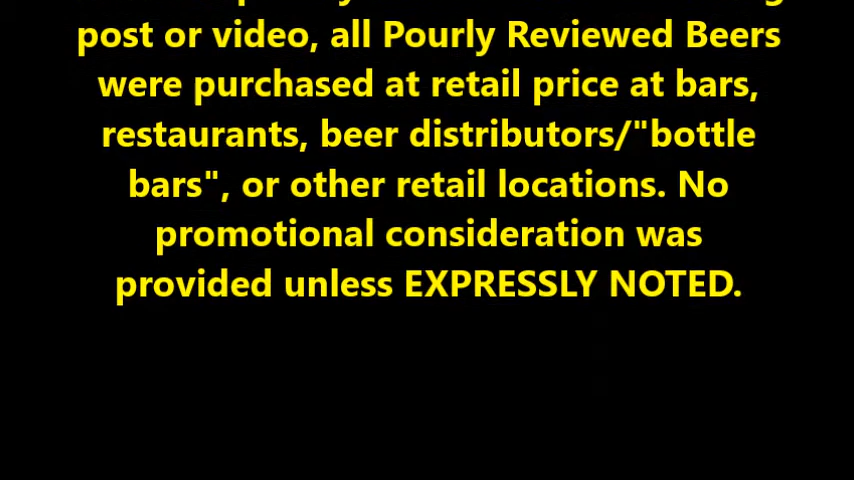 post or video, all Pourly Reviewed Beers
were purchased at retail price at bars,
restaurants, beer distributors/"bottle
bars", or other retail locations. No
promotional consideration was
provided unless EXPRESSLY NOTED.